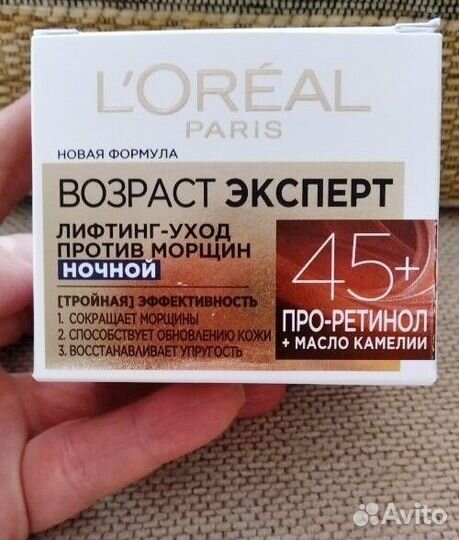 L'ORÉAL
PARIS
НОВАЯ ФОРМУЛА
ВОЗРАСТ ЭКСПЕРТ
ЛИФТИНГ-УХОД
ПРОТИВ МОРЩИН
НОЧНОЙ
[ТРОЙНАЯ] ЭФФЕКТИВНОСТЬ
1. СОКРАЩАЕТ МОРЩИНЫ
2. СПОСОБСТВУЕТ ОБНОВЛЕНИЮ КОЖИ
3. ВОССТАНАВЛИВАЕТ УПРУГОСТЬ
45+
ПРО-РЕТИНОЛ
+ МАСЛО КАМЕЛИИ
Avito